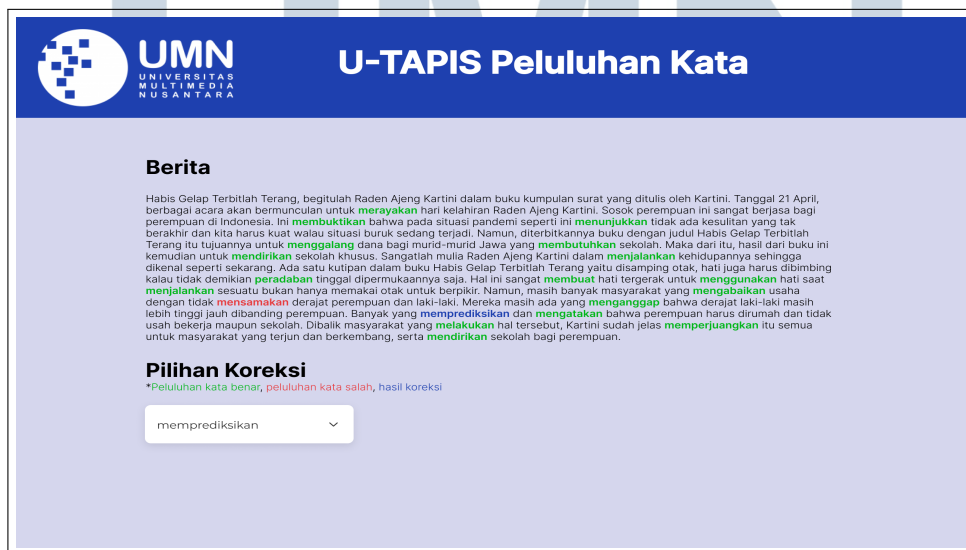 UMN
UNIVERSITAS
MULTIMEDIA
NUSANTARA
U-TAPIS Peluluhan Kata
Berita
Habis Gelap Terbitlah Terang, begitulah Raden Ajeng Kartini dalam buku kumpulan surat yang ditulis oleh Kartini. Tanggal 21 April,
berbagai acara akan bermunculan untuk merayakan hari kelahiran Raden Ajeng Kartini. Sosok perempuan ini sangat berjasa bagi
perempuan di Indonesia. Ini membuktikan bahwa pada situasi pandemi seperti ini menunjukkan tidak ada kesulitan yang tak
berakhir dan kita harus kuat walau situasi buruk sedang terjadi. Namun, diterbitkannya buku dengan judul Habis Gelap Terbitlah
Terang itu tujuannya untuk menggalang dana bagi murid-murid Jawa yang membutuhkan sekolah. Maka dari itu, hasil dari buku ini
kemudian untuk mendirikan sekolah khusus. Sangatlah mulia Raden Ajeng Kartini dalam menjalankan kehidupannya sehingga
dikenal seperti sekarang. Ada satu kutipan dalam buku Habis Gelap Terbitlah Terang yaitu disamping otak, hati juga harus dibimbing
kalau tidak demikian peradaban tinggal dipermukaannya saja. Hal ini sangat membuat hati tergerak untuk menggunakan hati saat
menjalankan sesuatu bukan hanya memakai otak untuk berpikir. Namun, masih banyak masyarakat yang mengabaikan usaha
dengan tidak mensamakan derajat perempuan dan laki-laki. Mereka masih ada yang menganggap bahwa derajat laki-laki masih
lebih tinggi jauh dibanding perempuan. Banyak yang memprediksikan dan mengatakan bahwa perempuan harus dirumah dan tidak
usah bekerja maupun sekolah. Dibalik masyarakat yang melakukan hal tersebut, Kartini sudah jelas memperjuangkan itu semua
untuk masyarakat yang terjun dan berkembang, serta mendirikan sekolah bagi perempuan.
Pilihan Koreksi
*Peluluhan kata benar, peluluhan kata salah, hasil koreksi
memprediksikan